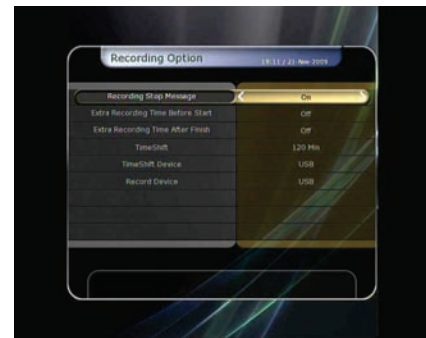 Recording Option
19:11 / 21-Nov-2009
Recording Stop Message On
Extra Recording Time Before Start Off
Extra Recording Time After Finish Off
TimeShift 120 Min
TimeShift Device USB
Record Device USB